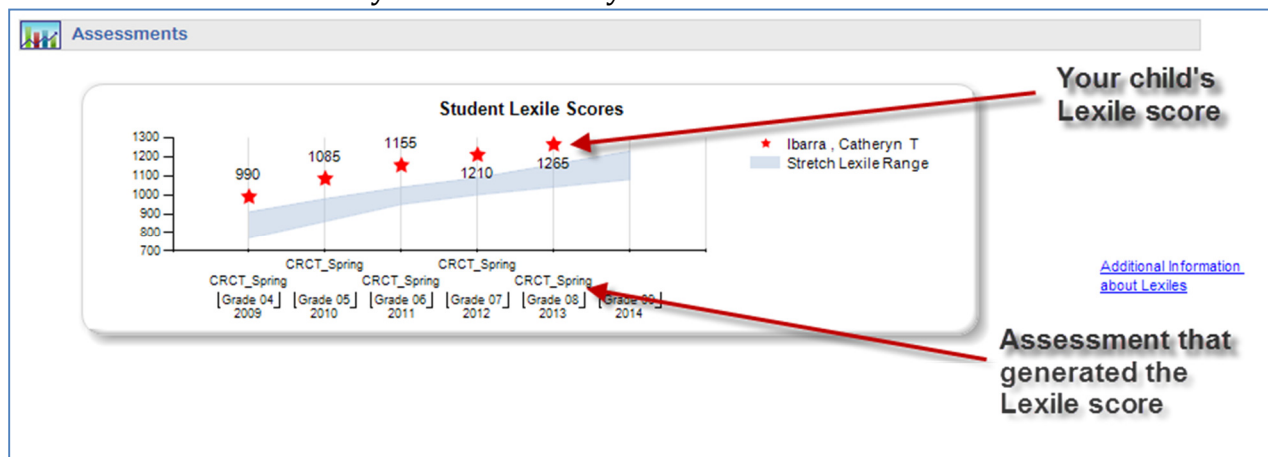 Assessments
Student Lexile Scores
Your child's
Lexile score
1300
1200
1100
1000
900
800
700
990
1085
1155
1210
1265
Ibarra , Catheryn T
Stretch Lexile Range
CRCT_Spring CRCT_Spring
CRCT_Spring CRCT_Spring CRCT_Spring
[Grade 04] [Grade 05] [Grade 06] [Grade 07] [Grade 08]
2009 2010 2011 2012 2013 2014
Additional Information
about Lexiles
Assessment that
generated the
Lexile score